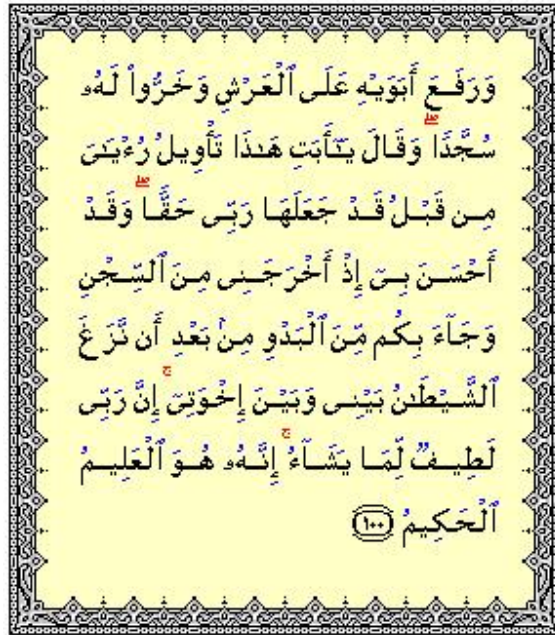 وَرَفَعَ أَبَوَيْهِ عَلَى ٱلْعَرْشِ وَخَرُّوا۟ لَهُۥ
سُجَّدًا ۖ وَقَالَ يَـٰٓأَبَتِ هَـٰذَا تَأْوِيلُ رُءْيَـٰىَ
مِن قَبْلُ قَدْ جَعَلَهَا رَبِّى حَقًّا ۖ وَقَدْ
أَحْسَنَ بِىٓ إِذْ أَخْرَجَنِى مِنَ ٱلسِّجْنِ
وَجَآءَ بِكُم مِّنَ ٱلْبَدْوِ مِنۢ بَعْدِ أَن نَّزَغَ
ٱلشَّيْطَـٰنُ بَيْنِى وَبَيْنَ إِخْوَتِىٓ ۚ إِنَّ رَبِّى
لَطِيفٌ لِّمَا يَشَآءُ ۚ إِنَّهُۥ هُوَ ٱلْعَلِيمُ
ٱلْحَكِيمُ ١٠٠